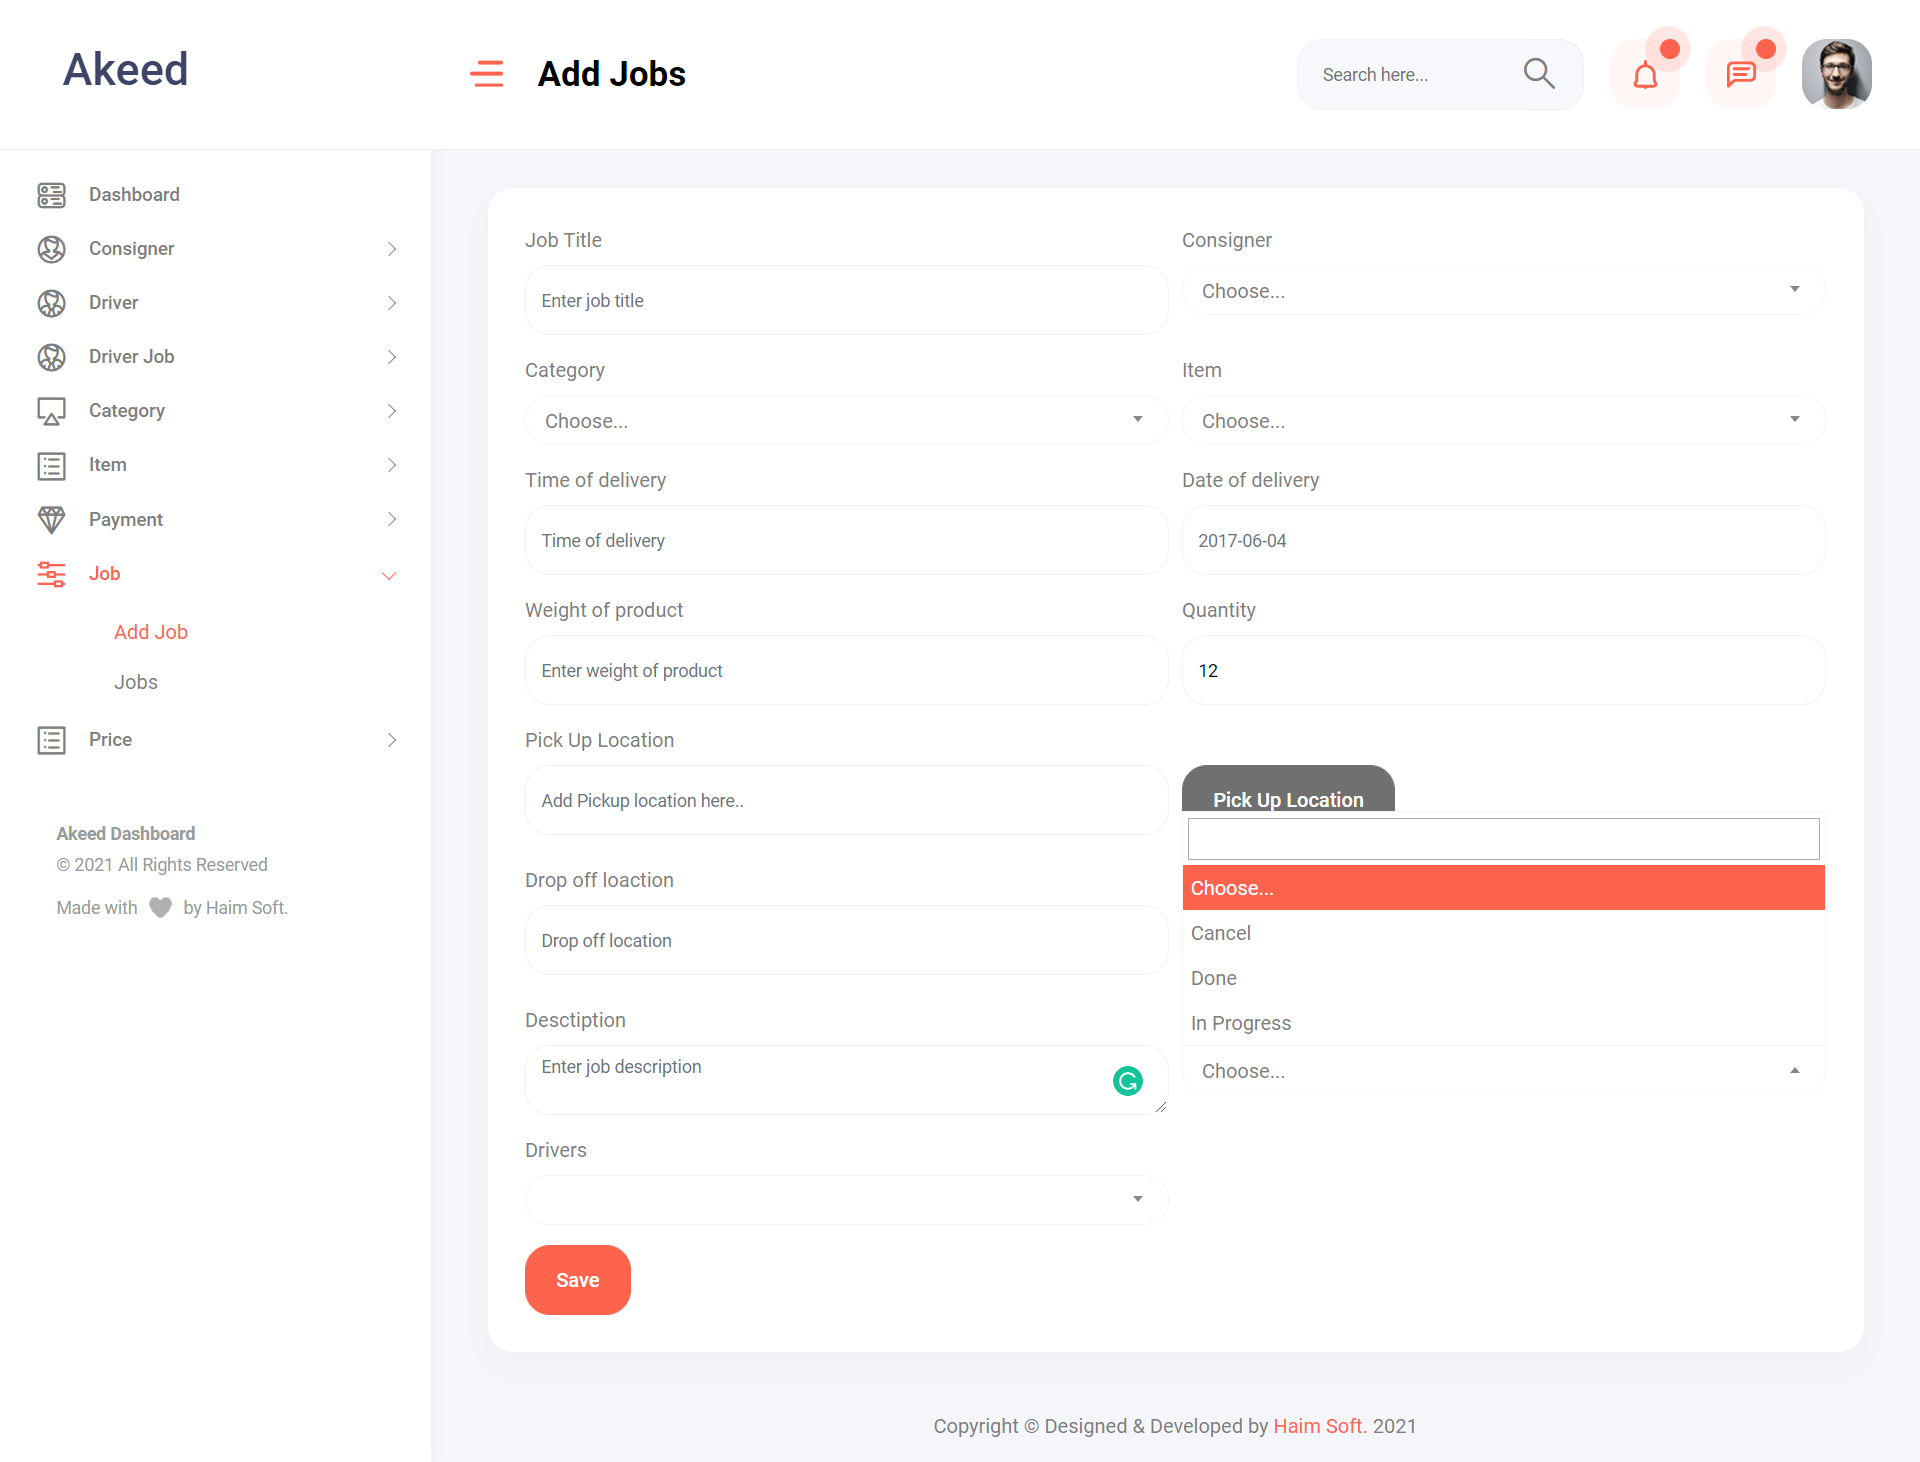 Akeed
Add Jobs
Search here...
Dashboard
Consigner
Driver
Driver Job
Category
Item
Payment
Job
Add Job
Jobs
Price
Akeed Dashboard
© 2021 All Rights Reserved
Made with by Haim Soft.
Job Title
Consigner
Enter job title
Choose...
Category
Item
Choose...
Choose...
Time of delivery
Date of delivery
Time of delivery
2017-06-04
Weight of product
Quantity
Enter weight of product
12
Pick Up Location
Add Pickup location here..
Pick Up Location
Drop off loaction
Drop off location
Choose...
Cancel
Done
In Progress
Choose...
Desctiption
Enter job description
Drivers
Save
Copyright © Designed & Developed by Haim Soft. 2021